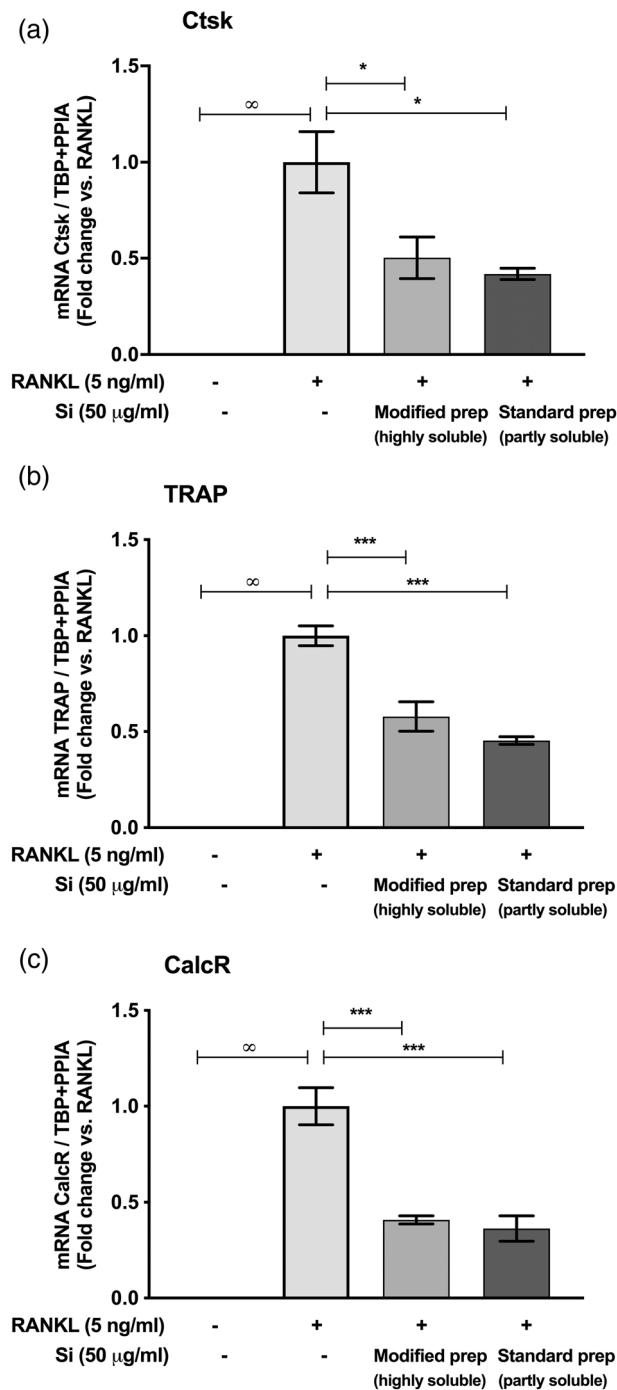 (a)
Ctsk
mRNA Ctsk / TBP+PPIA
(Fold change vs. RANKL)
1.5
1.0
0.5
0.0
∞
*
*
RANKL (5 ng/ml) - + + +
Si (50 μg/ml) - - Modified prep Standard prep
(highly soluble) (partly soluble)
(b)
TRAP
mRNA TRAP / TBP+PPIA
(Fold change vs. RANKL)
1.5
1.0
0.5
0.0
∞
***
***
RANKL (5 ng/ml) - + + +
Si (50 μg/ml) - - Modified prep Standard prep
(highly soluble) (partly soluble)
(c)
CalcR
mRNA CalcR / TBP+PPIA
(Fold change vs. RANKL)
1.5
1.0
0.5
0.0
∞
***
***
RANKL (5 ng/ml) - + + +
Si (50 μg/ml) - - Modified prep Standard prep
(highly soluble) (partly soluble)